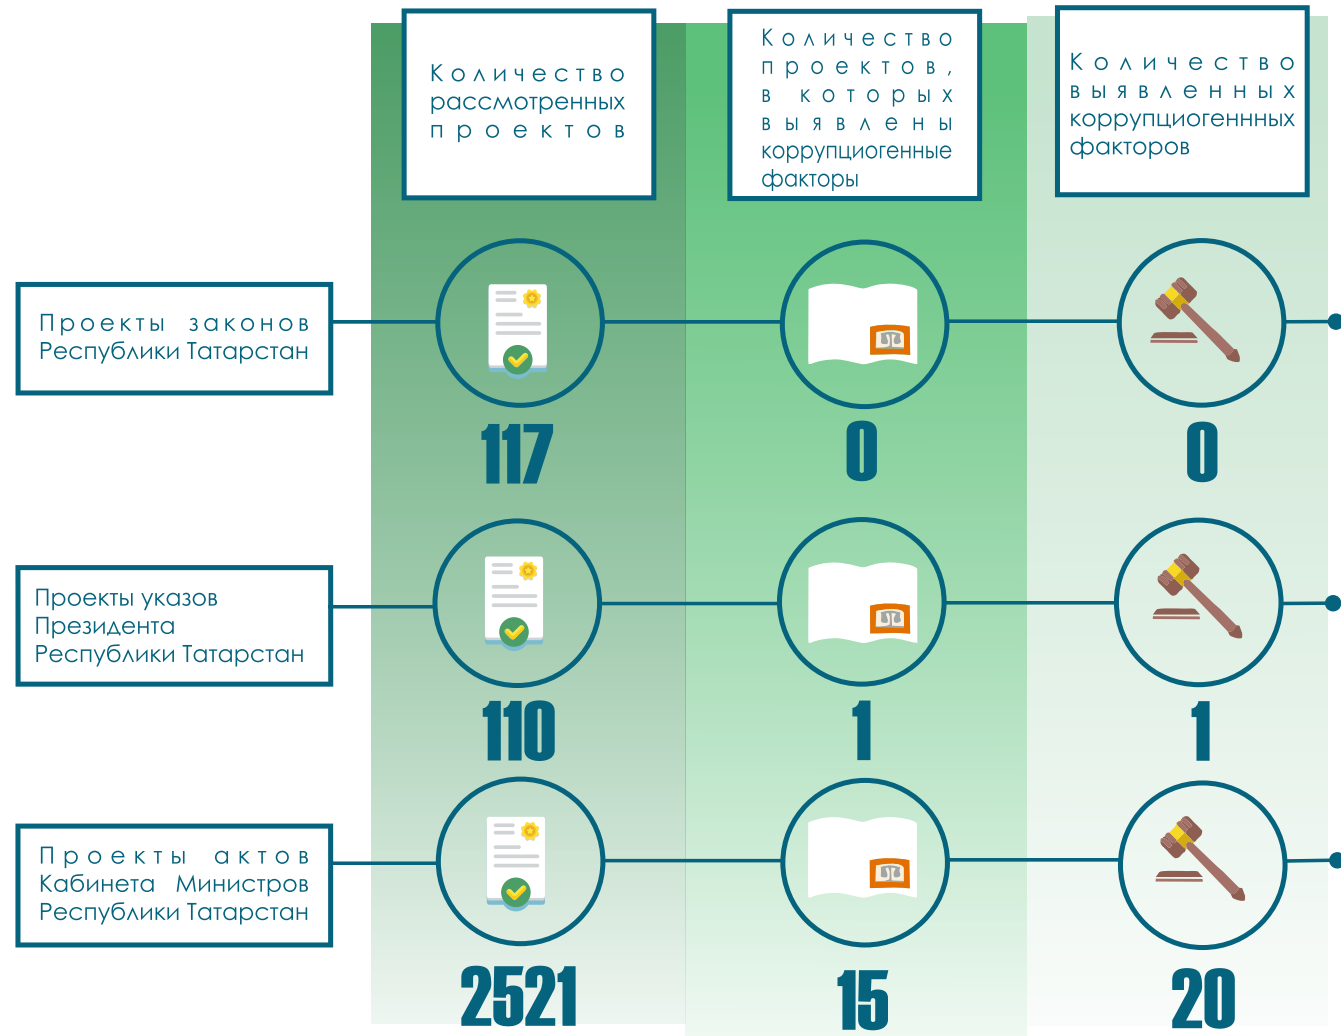 Количество
рассмотренных
проектов
Количество
проектов,
в которых
выявлены
коррупциогенные
факторы
Количество
выявленных
коррупциогеннных
факторов
Проекты законов
Республики Татарстан
117
0
0
Проекты указов
Президента
Республики Татарстан
110
1
1
Проекты актов
Кабинета Министров
Республики Татарстан
2521
15
20